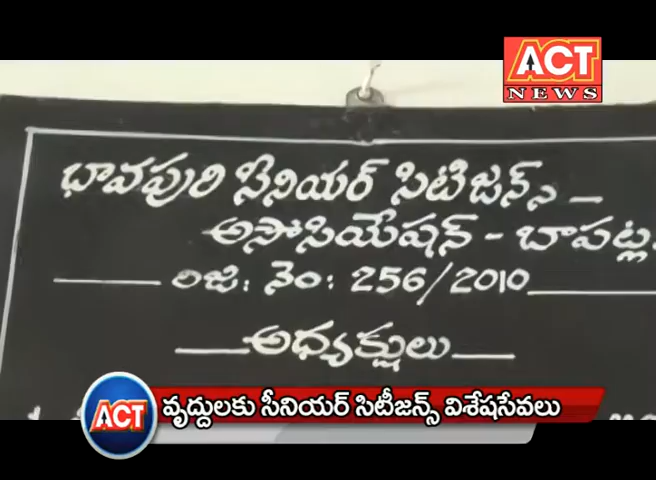 ACT
NEWS
భావపురి సీనియర్ సిటిజన్స్ -
అసోసియేషన్ - బాపట్ల.
రిజి: నెం: 256/2010
అధ్యక్షులు
ACT వృద్దులకు సీనియర్ సిటీజన్స్ విశేషసేవలు